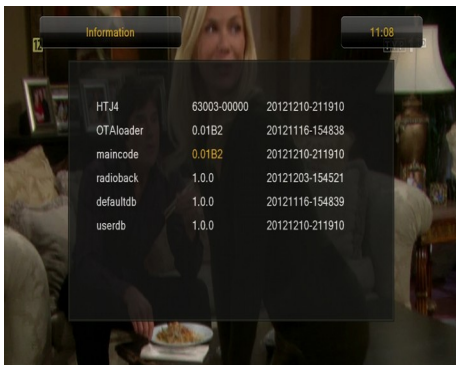 Information
11:08
HTJ4 63003-00000 20121210-211910
OTAloader 0.01B2 20121116-154838
maincode 0.01B2 20121210-211910
radioback 1.0.0 20121203-154521
defaultdb 1.0.0 20121116-154839
userdb 1.0.0 20121210-211910